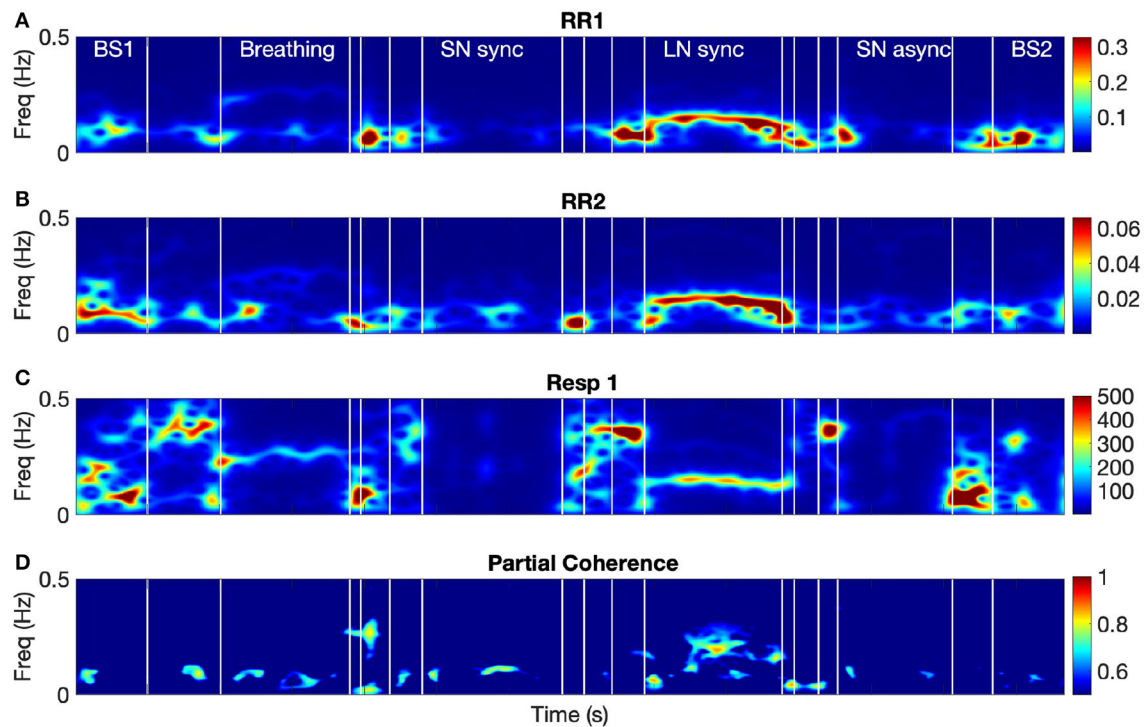 A
RR1
0.5
BS1
Breathing
SN sync
LN sync
SN async
BS2
0.3
0.2
0.1
Freq (Hz)
0
B
RR2
0.5
0.06
0.04
0.02
Freq (Hz)
0
C
Resp 1
0.5
500
400
300
200
100
Freq (Hz)
0
D
Partial Coherence
0.5
1
0.8
0.6
Freq (Hz)
0
Time (s)